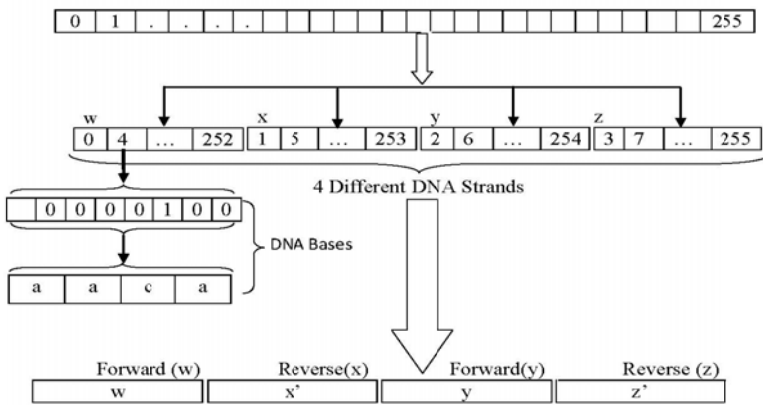 0 1 . . . . 255
w x y z
0 4 ... 252 1 5 ... 253 2 6 ... 254 3 7 ... 255
4 Different DNA Strands
0 0 0 0 1 0 0
DNA Bases
a a c a
Forward (w) Reverse(x) Forward(y) Reverse (z)
w x' y z'